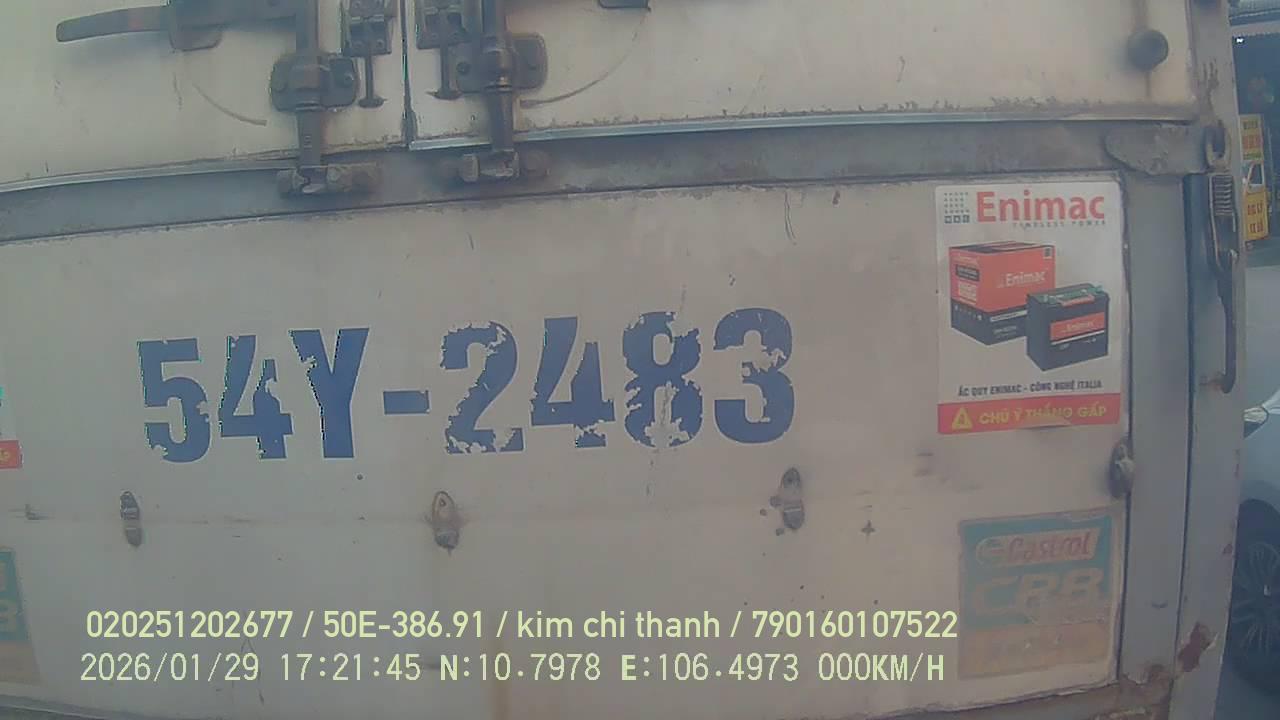 Enimac
TIMELESS POWER
Enimac
Enimac
ẮC QUY ENIMAC - CÔNG NGHỆ ITALIA
CHÚ Ý THẮNG GẤP
54Y-2483
Castrol
CRB
020251202677 / 50E-386.91 / kim chi thanh / 790160107522
2026/01/29 17:21:45 N:10.7978 E:106.4973 000KM/H